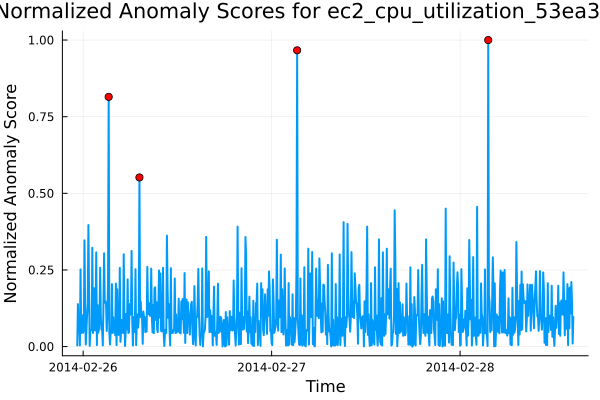 Normalized Anomaly Scores for ec2_cpu_utilization_53ea3
1.00
0.75
0.50
0.25
0.00
Normalized Anomaly Score
2014-02-26
2014-02-27
2014-02-28
Time